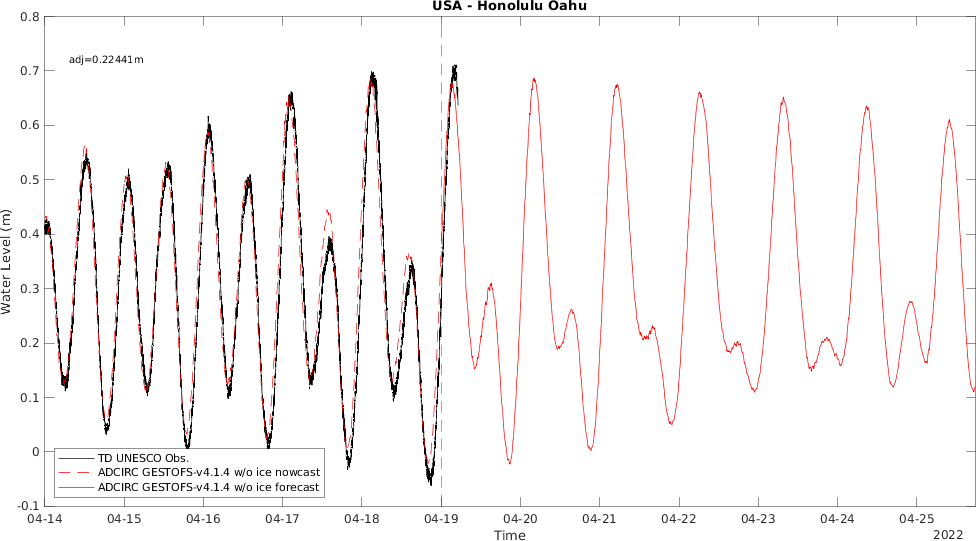 USA - Honolulu Oahu
0.8
0.7
0.6
0.5
0.4
0.3
0.2
0.1
0
-0.1
Water Level (m)
adj=0.22441m
TD UNESCO Obs.
ADCIRC GESTOFS-v4.1.4 w/o ice nowcast
ADCIRC GESTOFS-v4.1.4 w/o ice forecast
04-14 04-15 04-16 04-17 04-18 04-19 04-20 04-21 04-22 04-23 04-24 04-25
Time
2022